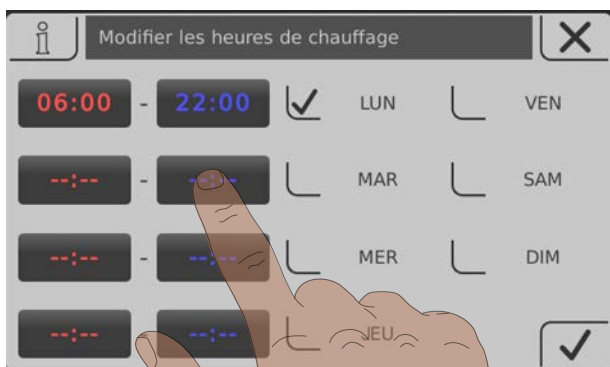 Modifier les heures de chauffage
06:00 - 22:00 LUN VEN
--:-- - --:-- MAR SAM
--:-- - --:-- MER DIM
--:-- - --:-- JEU